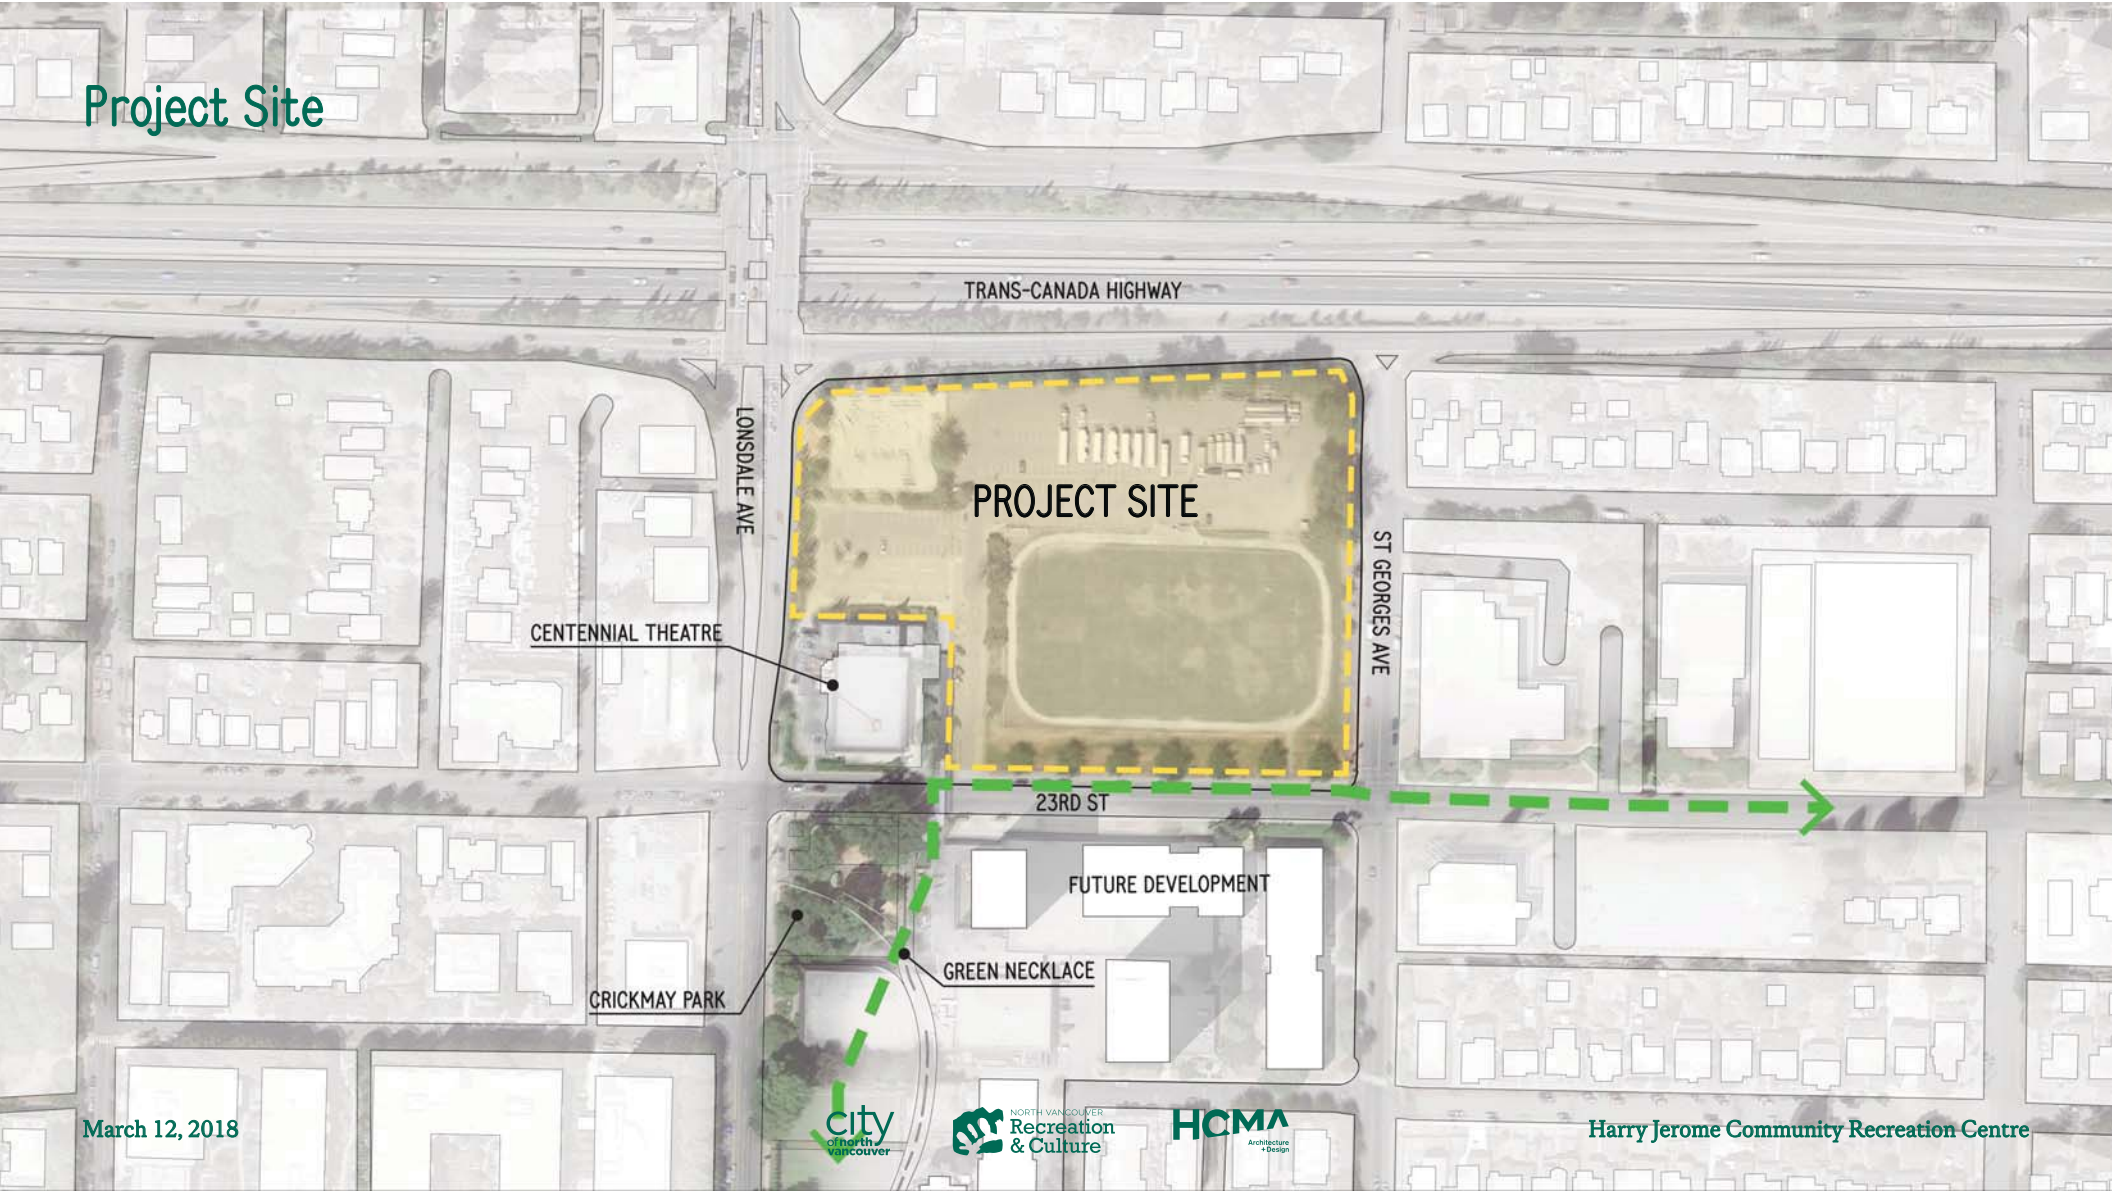 Project Site
TRANS-CANADA HIGHWAY
LONSDALE AVE
PROJECT SITE
ST GEORGES AVE
CENTENNIAL THEATRE
23RD ST
FUTURE DEVELOPMENT
GREEN NECKLACE
CRICKMAY PARK
March 12, 2018
city
of north
vancouver
NORTH VANCOUVER
Recreation
& Culture
HCMA
Architecture
+ Design
Harry Jerome Community Recreation Centre